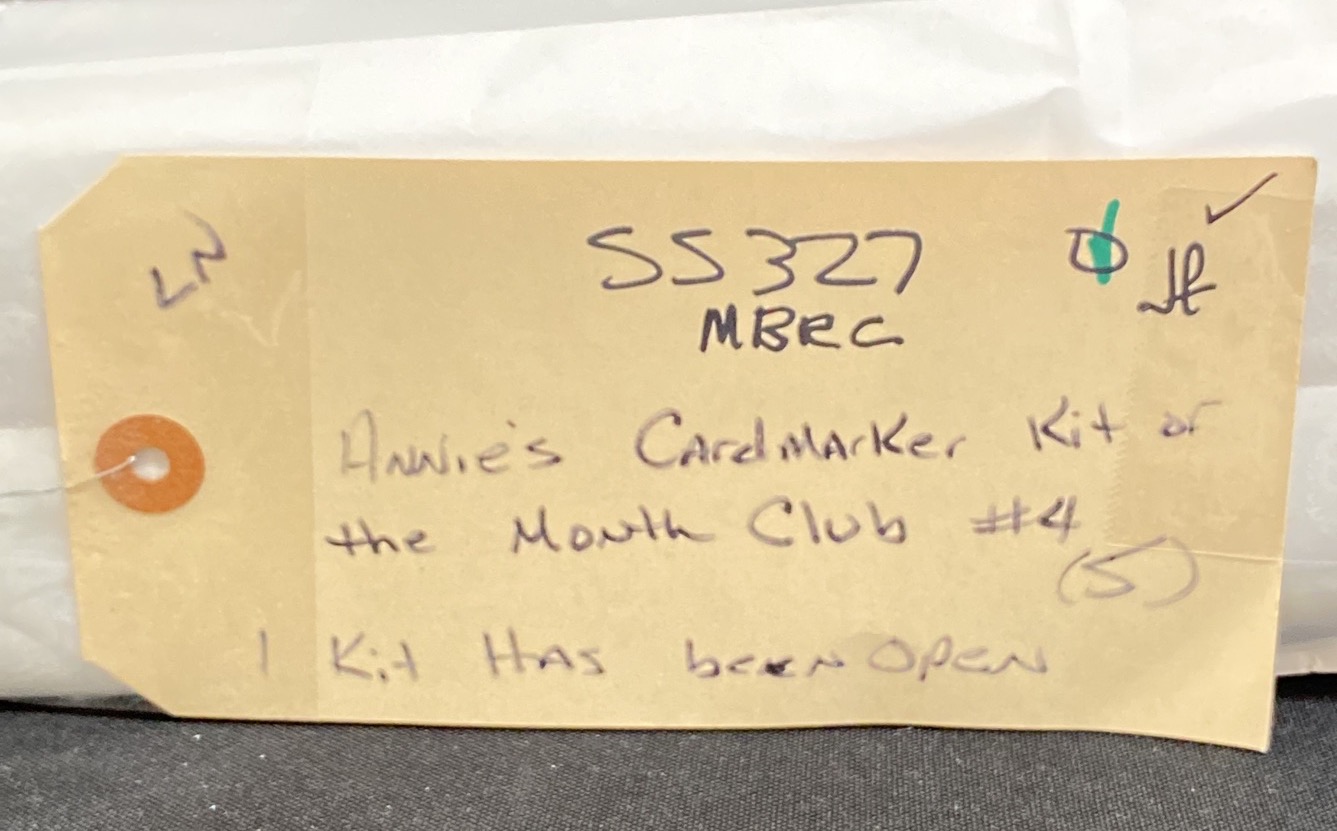 LN
SS327
MBRC
Annie's CardMarker Kit of
the Month Club #4
(5)
1 Kit HAS been OPEN